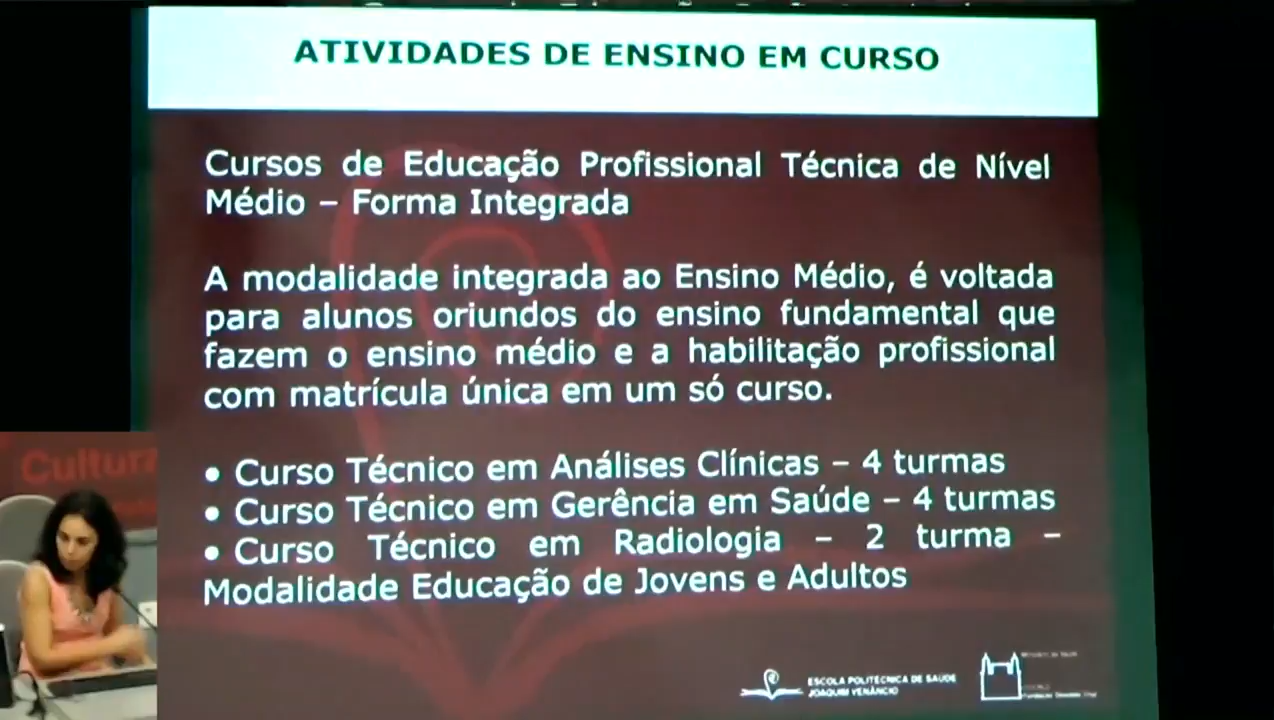 ATIVIDADES DE ENSINO EM CURSO
Cursos de Educação Profissional Técnica de Nível
Médio – Forma Integrada
A modalidade integrada ao Ensino Médio, é voltada
para alunos oriundos do ensino fundamental que
fazem o ensino médio e a habilitação profissional
com matrícula única em um só curso.
• Curso Técnico em Análises Clínicas – 4 turmas
• Curso Técnico em Gerência em Saúde – 4 turmas
• Curso Técnico em Radiologia – 2 turma –
Modalidade Educação de Jovens e Adultos
Cultura
ESCOLA POLITÉCNICA DE SAÚDE
JOAQUIM VENÂNCIO